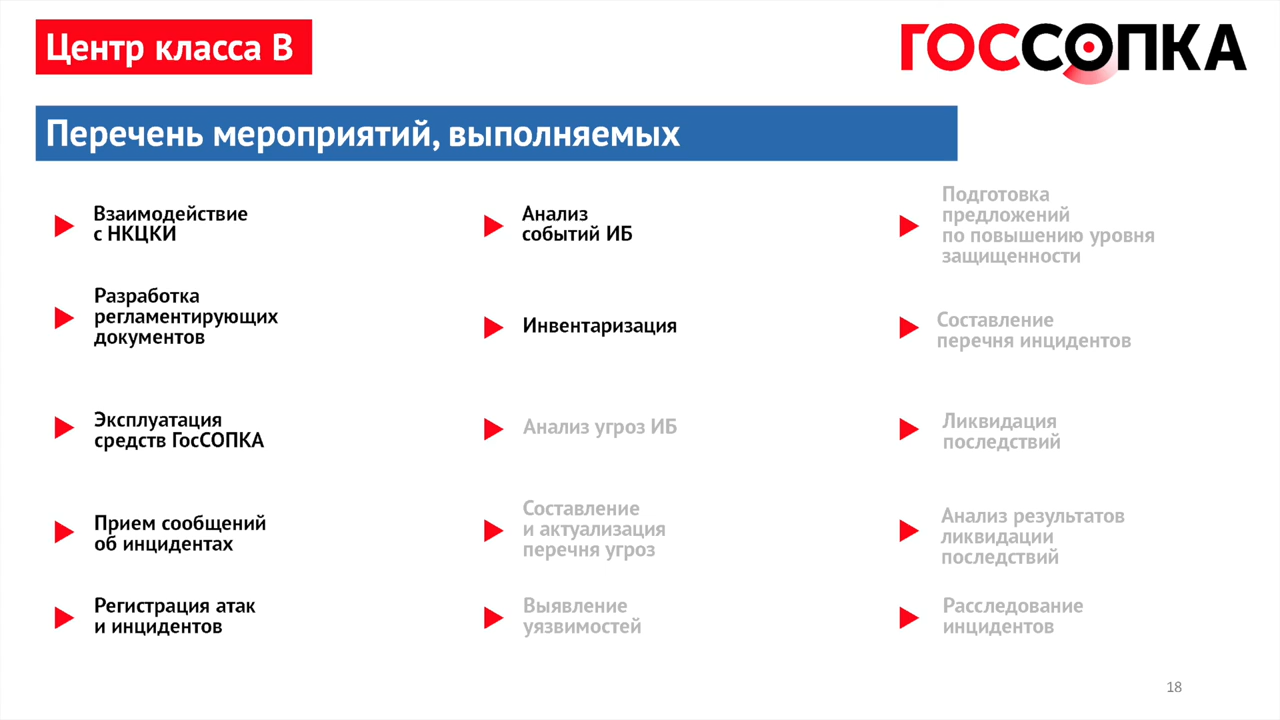 Центр класса В
ГОССОПКА
Перечень мероприятий, выполняемых
Взаимодействие
с НКЦКИ
Разработка
регламентирующих
документов
Эксплуатация
средств ГосСОПКА
Прием сообщений
об инцидентах
Регистрация атак
и инцидентов
Анализ
событий ИБ
Инвентаризация
Анализ угроз ИБ
Составление
и актуализация
перечня угроз
Выявление
уязвимостей
Подготовка
предложений
по повышению уровня
защищенности
Составление
перечня инцидентов
Ликвидация
последствий
Анализ результатов
ликвидации
последствий
Расследование
инцидентов
18